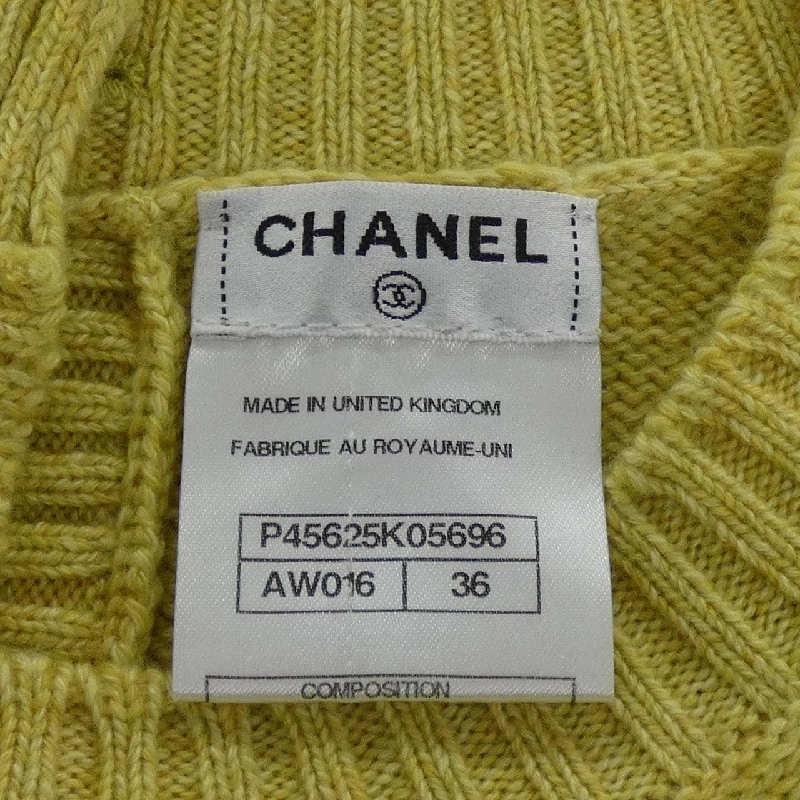 CHANEL
MADE IN UNITED KINGDOM
FABRIQUE AU ROYAUME-UNI
P45625K05696
AW016 36
COMPOSITION